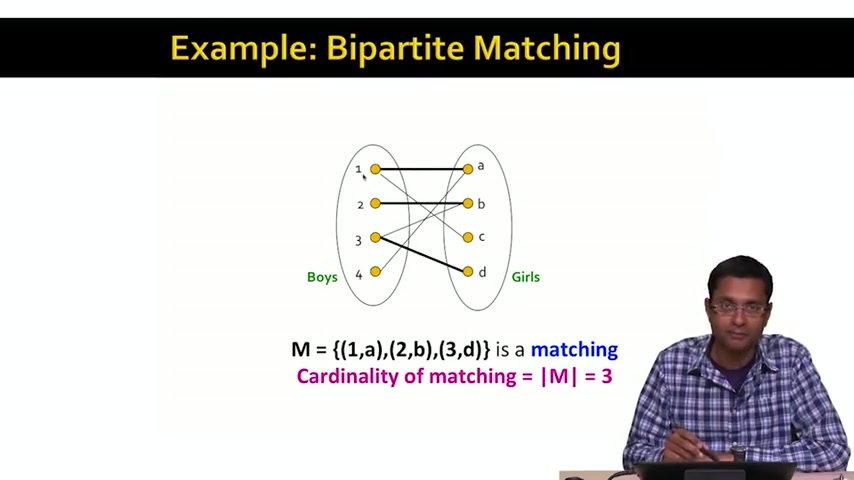 Example: Bipartite Matching
1 a
2 b
3 c
4 d
Boys Girls
M = {(1,a),(2,b),(3,d)} is a matching
Cardinality of matching = |M| = 3